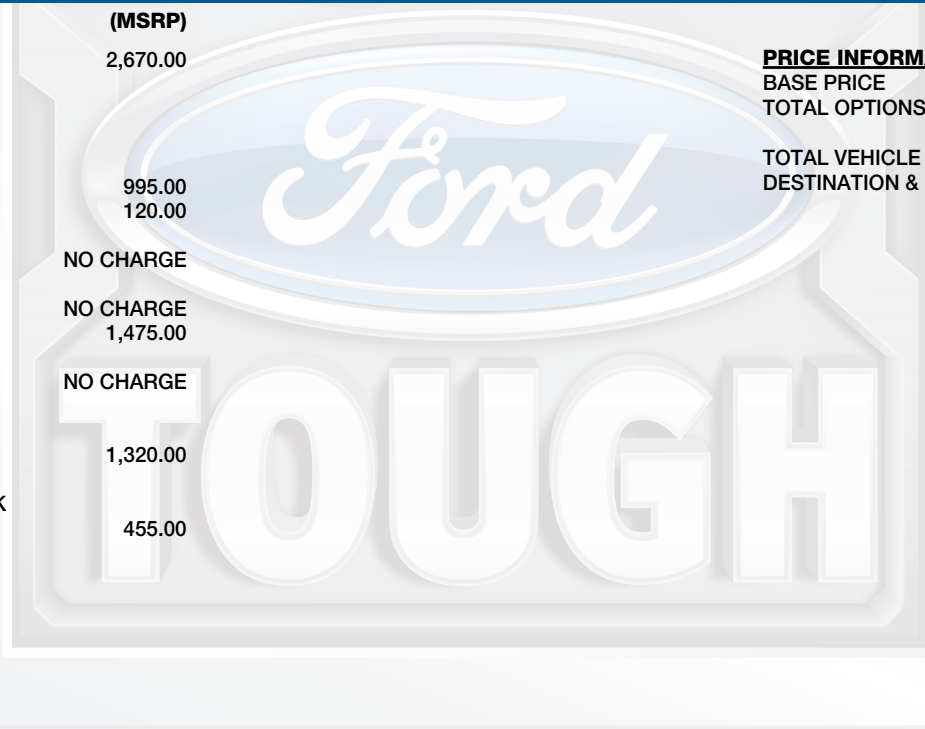 (MSRP)
2,670.00
995.00
120.00
NO CHARGE
NO CHARGE
1,475.00
NO CHARGE
1,320.00
K
455.00
PRICE INFORM
BASE PRICE
TOTAL OPTIONS
TOTAL VEHICLE
DESTINATION &
Ford
TOUGH